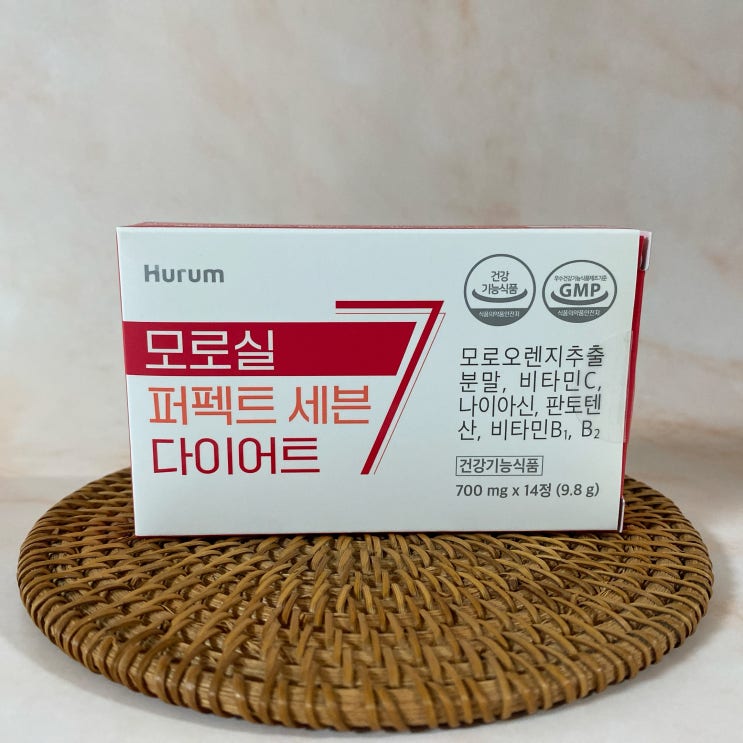 Hurum
모로실
퍼펙트 세븐
다이어트
7
건강
기능식품
식품의약품안전처
우수건강기능식품제조기준
GMP
식품의약품안전처
모로오렌지추출
분말, 비타민C,
나이아신, 판토텐
산, 비타민B₁, B₂
건강기능식품
700 mg x 14정 (9.8 g)